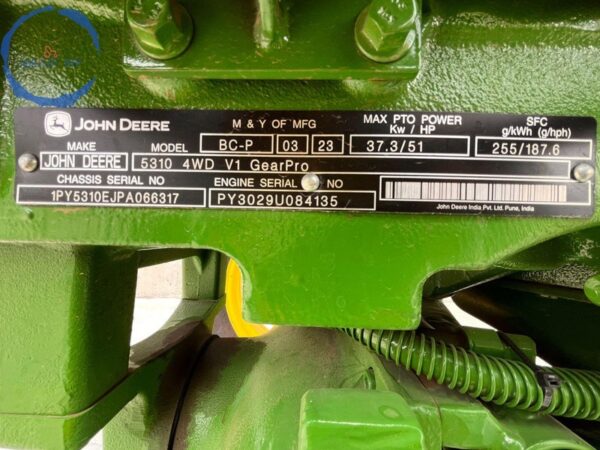 JOHN DEERE M & Y OF MFG MAX PTO POWER Kw / HP SFC g/kWh (g/hph)
MAKE MODEL BC-P 03 23 37.3/51 255/187.6
JOHN DEERE 5310 4WD V1 GearPro
CHASSIS SERIAL NO ENGINE SERIAL NO
1PY5310EJPA066317 PY3029U084135
John Deere India Pvt. Ltd. Pune, India